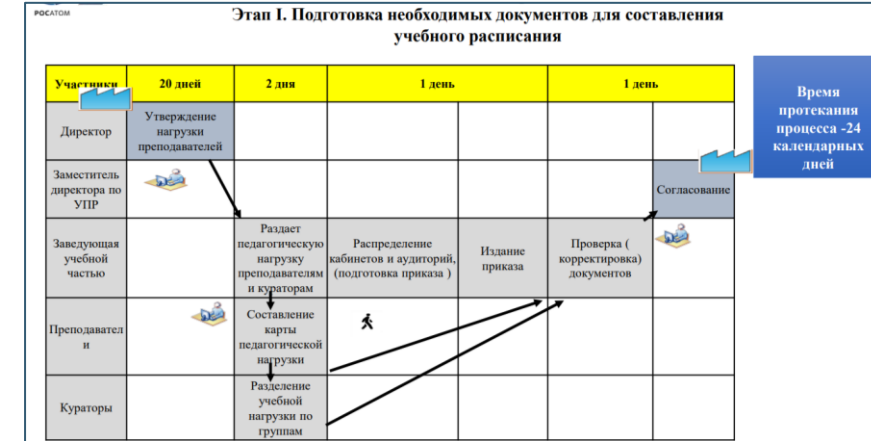 РОСАТОМ
Этап I. Подготовка необходимых документов для составления
учебного расписания
Участники
20 дней
2 дня
1 день
1 день
Время
протекания
процесса -24
календарных
дней
Директор
Утверждение
нагрузки
преподавателей
Заместитель
директора по
УПР
Согласование
Заведующая
учебной
частью
Раздает
педагогическую
нагрузку
преподавателям
и кураторам
Распределение
кабинетов и аудиторий,
(подготовка приказа )
Издание
приказа
Проверка (
корректировка)
документов
Преподавател
и
Составление
карты
педагогической
нагрузки
Кураторы
Разделение
учебной
нагрузки по
группам